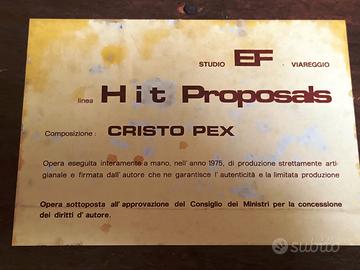 STUDIO EF - VIAREGGIO
linea Hit Proposals
Composizione: CRISTO PEX
Opera eseguita interamente a mano, nell' anno 1975, di produzione strettamente arti-
gianale e firmata dall' autore che ne garantisce l' autenticità e la limitata produzione
Opera sottoposta all' approvazione del Consiglio dei Ministri per la concessione
dei diritti d' autore.
subito